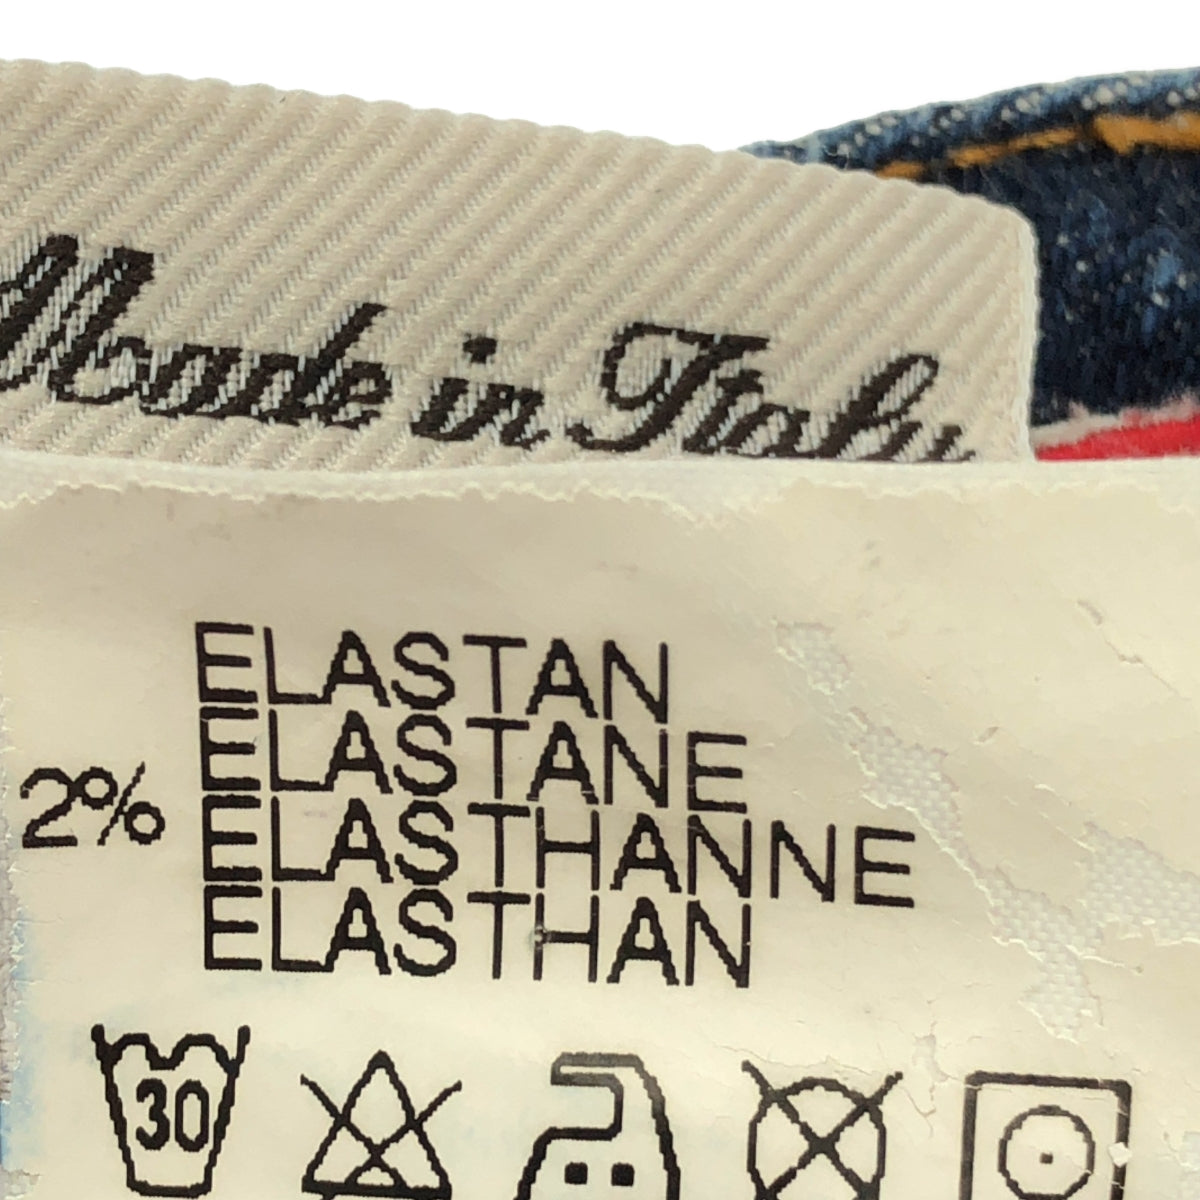 Made in Italy
ELASTAN
ELASTANE
2% ELASTHANNE
ELASTHAN
30